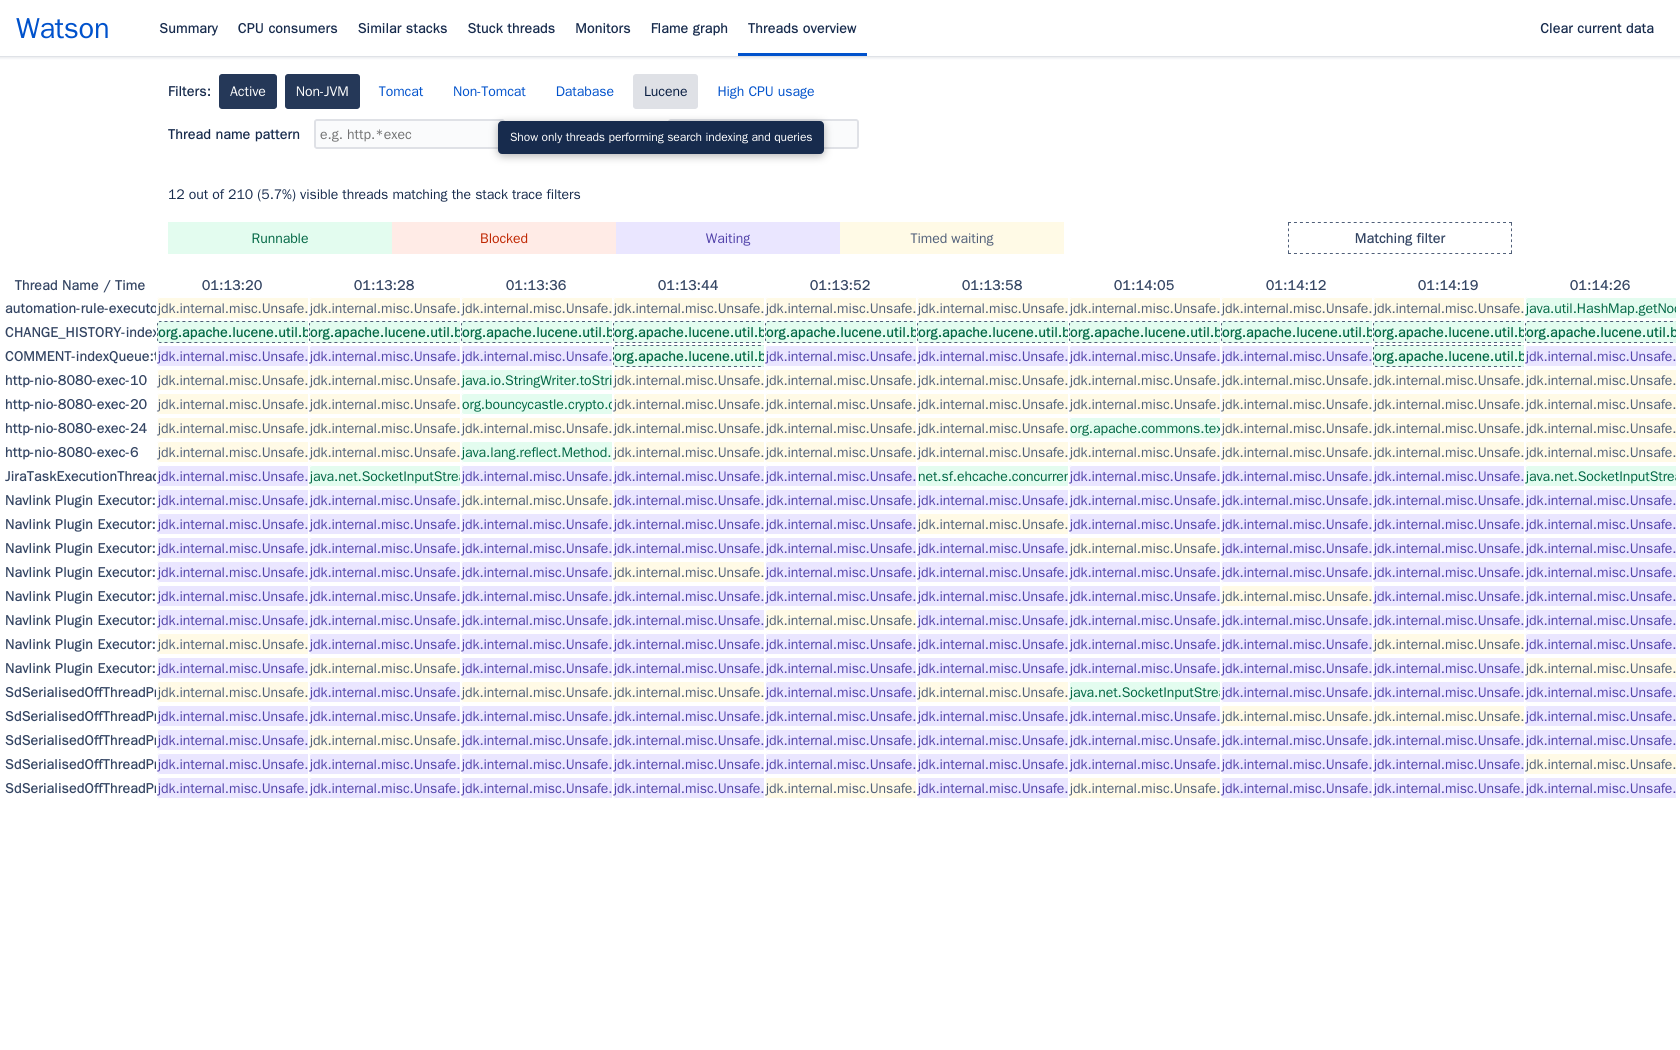 Watson Summary CPU consumers Similar stacks Stuck threads Monitors Flame graph Threads overview Clear current data
Filters: Active Non-JVM Tomcat Non-Tomcat Database Lucene High CPU usage
Thread name pattern e.g. http.*exec
Show only threads performing search indexing and queries
12 out of 210 (5.7%) visible threads matching the stack trace filters
Runnable Blocked Waiting Timed waiting Matching filter
Thread Name / Time 01:13:20 01:13:28 01:13:36 01:13:44 01:13:52 01:13:58 01:14:05 01:14:12 01:14:19 01:14:26
automation-rule-executo jdk.internal.misc.Unsafe. jdk.internal.misc.Unsafe. jdk.internal.misc.Unsafe. jdk.internal.misc.Unsafe. jdk.internal.misc.Unsafe. jdk.internal.misc.Unsafe. jdk.internal.misc.Unsafe. jdk.internal.misc.Unsafe. jdk.internal.misc.Unsafe. java.util.HashMap.getNo
CHANGE_HISTORY-index org.apache.lucene.util.b org.apache.lucene.util.b org.apache.lucene.util.b org.apache.lucene.util.b org.apache.lucene.util.b org.apache.lucene.util.b org.apache.lucene.util.b org.apache.lucene.util.b org.apache.lucene.util.b org.apache.lucene.util.b
COMMENT-indexQueue: jdk.internal.misc.Unsafe. jdk.internal.misc.Unsafe. jdk.internal.misc.Unsafe. org.apache.lucene.util.b jdk.internal.misc.Unsafe. jdk.internal.misc.Unsafe. jdk.internal.misc.Unsafe. jdk.internal.misc.Unsafe. org.apache.lucene.util.b jdk.internal.misc.Unsafe.
http-nio-8080-exec-10 jdk.internal.misc.Unsafe. jdk.internal.misc.Unsafe. java.io.StringWriter.toStri jdk.internal.misc.Unsafe. jdk.internal.misc.Unsafe. jdk.internal.misc.Unsafe. jdk.internal.misc.Unsafe. jdk.internal.misc.Unsafe. jdk.internal.misc.Unsafe. jdk.internal.misc.Unsafe.
http-nio-8080-exec-20 jdk.internal.misc.Unsafe. jdk.internal.misc.Unsafe. org.bouncycastle.crypto. jdk.internal.misc.Unsafe. jdk.internal.misc.Unsafe. jdk.internal.misc.Unsafe. jdk.internal.misc.Unsafe. jdk.internal.misc.Unsafe. jdk.internal.misc.Unsafe. jdk.internal.misc.Unsafe.
http-nio-8080-exec-24 jdk.internal.misc.Unsafe. jdk.internal.misc.Unsafe. jdk.internal.misc.Unsafe. jdk.internal.misc.Unsafe. jdk.internal.misc.Unsafe. jdk.internal.misc.Unsafe. org.apache.commons.tex jdk.internal.misc.Unsafe. jdk.internal.misc.Unsafe. jdk.internal.misc.Unsafe.
http-nio-8080-exec-6 jdk.internal.misc.Unsafe. jdk.internal.misc.Unsafe. java.lang.reflect.Method. jdk.internal.misc.Unsafe. jdk.internal.misc.Unsafe. jdk.internal.misc.Unsafe. jdk.internal.misc.Unsafe. jdk.internal.misc.Unsafe. jdk.internal.misc.Unsafe. jdk.internal.misc.Unsafe.
JiraTaskExecutionThread jdk.internal.misc.Unsafe. java.net.SocketInputStre jdk.internal.misc.Unsafe. jdk.internal.misc.Unsafe. jdk.internal.misc.Unsafe. net.sf.ehcache.concurrer jdk.internal.misc.Unsafe. jdk.internal.misc.Unsafe. jdk.internal.misc.Unsafe. java.net.SocketInputStre
Navlink Plugin Executor: jdk.internal.misc.Unsafe. jdk.internal.misc.Unsafe. jdk.internal.misc.Unsafe. jdk.internal.misc.Unsafe. jdk.internal.misc.Unsafe. jdk.internal.misc.Unsafe. jdk.internal.misc.Unsafe. jdk.internal.misc.Unsafe. jdk.internal.misc.Unsafe. jdk.internal.misc.Unsafe.
Navlink Plugin Executor: jdk.internal.misc.Unsafe. jdk.internal.misc.Unsafe. jdk.internal.misc.Unsafe. jdk.internal.misc.Unsafe. jdk.internal.misc.Unsafe. jdk.internal.misc.Unsafe. jdk.internal.misc.Unsafe. jdk.internal.misc.Unsafe. jdk.internal.misc.Unsafe. jdk.internal.misc.Unsafe.
Navlink Plugin Executor: jdk.internal.misc.Unsafe. jdk.internal.misc.Unsafe. jdk.internal.misc.Unsafe. jdk.internal.misc.Unsafe. jdk.internal.misc.Unsafe. jdk.internal.misc.Unsafe. jdk.internal.misc.Unsafe. jdk.internal.misc.Unsafe. jdk.internal.misc.Unsafe. jdk.internal.misc.Unsafe.
Navlink Plugin Executor: jdk.internal.misc.Unsafe. jdk.internal.misc.Unsafe. jdk.internal.misc.Unsafe. jdk.internal.misc.Unsafe. jdk.internal.misc.Unsafe. jdk.internal.misc.Unsafe. jdk.internal.misc.Unsafe. jdk.internal.misc.Unsafe. jdk.internal.misc.Unsafe. jdk.internal.misc.Unsafe.
Navlink Plugin Executor: jdk.internal.misc.Unsafe. jdk.internal.misc.Unsafe. jdk.internal.misc.Unsafe. jdk.internal.misc.Unsafe. jdk.internal.misc.Unsafe. jdk.internal.misc.Unsafe. jdk.internal.misc.Unsafe. jdk.internal.misc.Unsafe. jdk.internal.misc.Unsafe. jdk.internal.misc.Unsafe.
Navlink Plugin Executor: jdk.internal.misc.Unsafe. jdk.internal.misc.Unsafe. jdk.internal.misc.Unsafe. jdk.internal.misc.Unsafe. jdk.internal.misc.Unsafe. jdk.internal.misc.Unsafe. jdk.internal.misc.Unsafe. jdk.internal.misc.Unsafe. jdk.internal.misc.Unsafe. jdk.internal.misc.Unsafe.
Navlink Plugin Executor: jdk.internal.misc.Unsafe. jdk.internal.misc.Unsafe. jdk.internal.misc.Unsafe. jdk.internal.misc.Unsafe. jdk.internal.misc.Unsafe. jdk.internal.misc.Unsafe. jdk.internal.misc.Unsafe. jdk.internal.misc.Unsafe. jdk.internal.misc.Unsafe. jdk.internal.misc.Unsafe.
Navlink Plugin Executor: jdk.internal.misc.Unsafe. jdk.internal.misc.Unsafe. jdk.internal.misc.Unsafe. jdk.internal.misc.Unsafe. jdk.internal.misc.Unsafe. jdk.internal.misc.Unsafe. jdk.internal.misc.Unsafe. jdk.internal.misc.Unsafe. jdk.internal.misc.Unsafe. jdk.internal.misc.Unsafe.
SdSerialisedOffThreadPr jdk.internal.misc.Unsafe. jdk.internal.misc.Unsafe. jdk.internal.misc.Unsafe. jdk.internal.misc.Unsafe. jdk.internal.misc.Unsafe. jdk.internal.misc.Unsafe. java.net.SocketInputStre jdk.internal.misc.Unsafe. jdk.internal.misc.Unsafe. jdk.internal.misc.Unsafe.
SdSerialisedOffThreadPr jdk.internal.misc.Unsafe. jdk.internal.misc.Unsafe. jdk.internal.misc.Unsafe. jdk.internal.misc.Unsafe. jdk.internal.misc.Unsafe. jdk.internal.misc.Unsafe. jdk.internal.misc.Unsafe. jdk.internal.misc.Unsafe. jdk.internal.misc.Unsafe. jdk.internal.misc.Unsafe.
SdSerialisedOffThreadPr jdk.internal.misc.Unsafe. jdk.internal.misc.Unsafe. jdk.internal.misc.Unsafe. jdk.internal.misc.Unsafe. jdk.internal.misc.Unsafe. jdk.internal.misc.Unsafe. jdk.internal.misc.Unsafe. jdk.internal.misc.Unsafe. jdk.internal.misc.Unsafe. jdk.internal.misc.Unsafe.
SdSerialisedOffThreadPr jdk.internal.misc.Unsafe. jdk.internal.misc.Unsafe. jdk.internal.misc.Unsafe. jdk.internal.misc.Unsafe. jdk.internal.misc.Unsafe. jdk.internal.misc.Unsafe. jdk.internal.misc.Unsafe. jdk.internal.misc.Unsafe. jdk.internal.misc.Unsafe. jdk.internal.misc.Unsafe.
SdSerialisedOffThreadPr jdk.internal.misc.Unsafe. jdk.internal.misc.Unsafe. jdk.internal.misc.Unsafe. jdk.internal.misc.Unsafe. jdk.internal.misc.Unsafe. jdk.internal.misc.Unsafe. jdk.internal.misc.Unsafe. jdk.internal.misc.Unsafe. jdk.internal.misc.Unsafe. jdk.internal.misc.Unsafe.